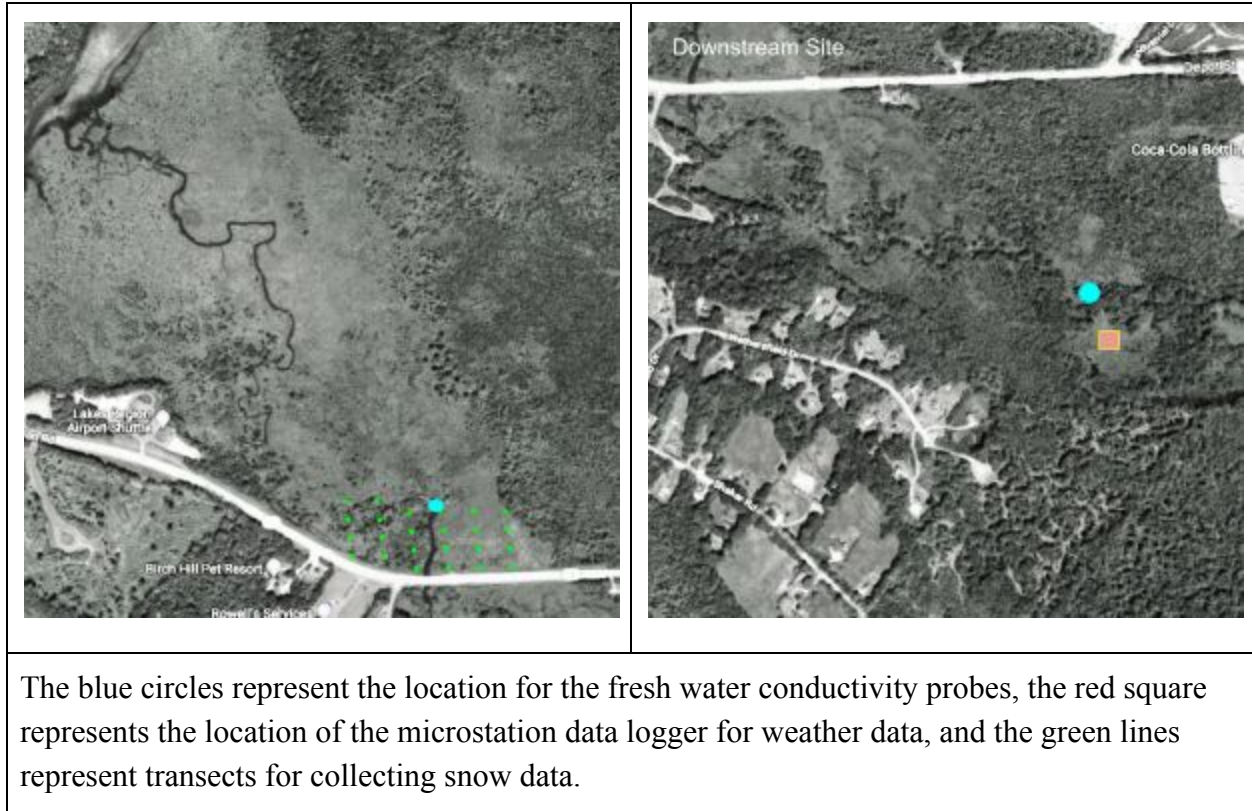 Downstream Site
Depot St
Coca-Cola Bottli
Airport Shuttle
Birch Hill Pet Resort
Rowell's Services
The blue circles represent the location for the fresh water conductivity probes, the red square
represents the location of the microstation data logger for weather data, and the green lines
represent transects for collecting snow data.